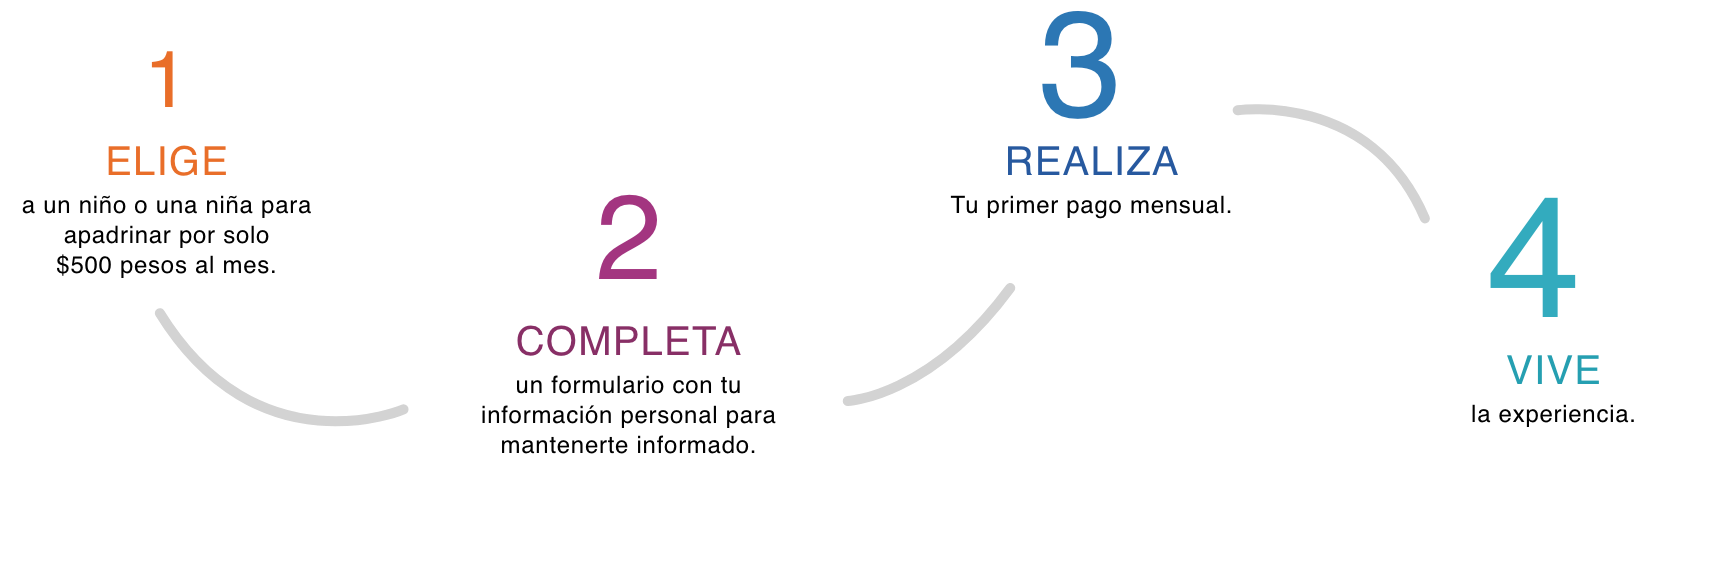 1
ELIGE
a un niño o una niña para
apadrinar por solo
$500 pesos al mes.
2
COMPLETA
un formulario con tu
información personal para
mantenerte informado.
3
REALIZA
Tu primer pago mensual.
4
VIVE
la experiencia.